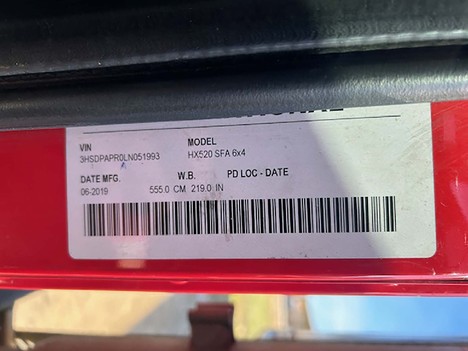 VIN MODEL
3HSDPAPR0LN051993 HX520 SFA 6x4
DATE MFG. W.B. PD LOC - DATE
06-2019 555.0 CM 219.0 IN